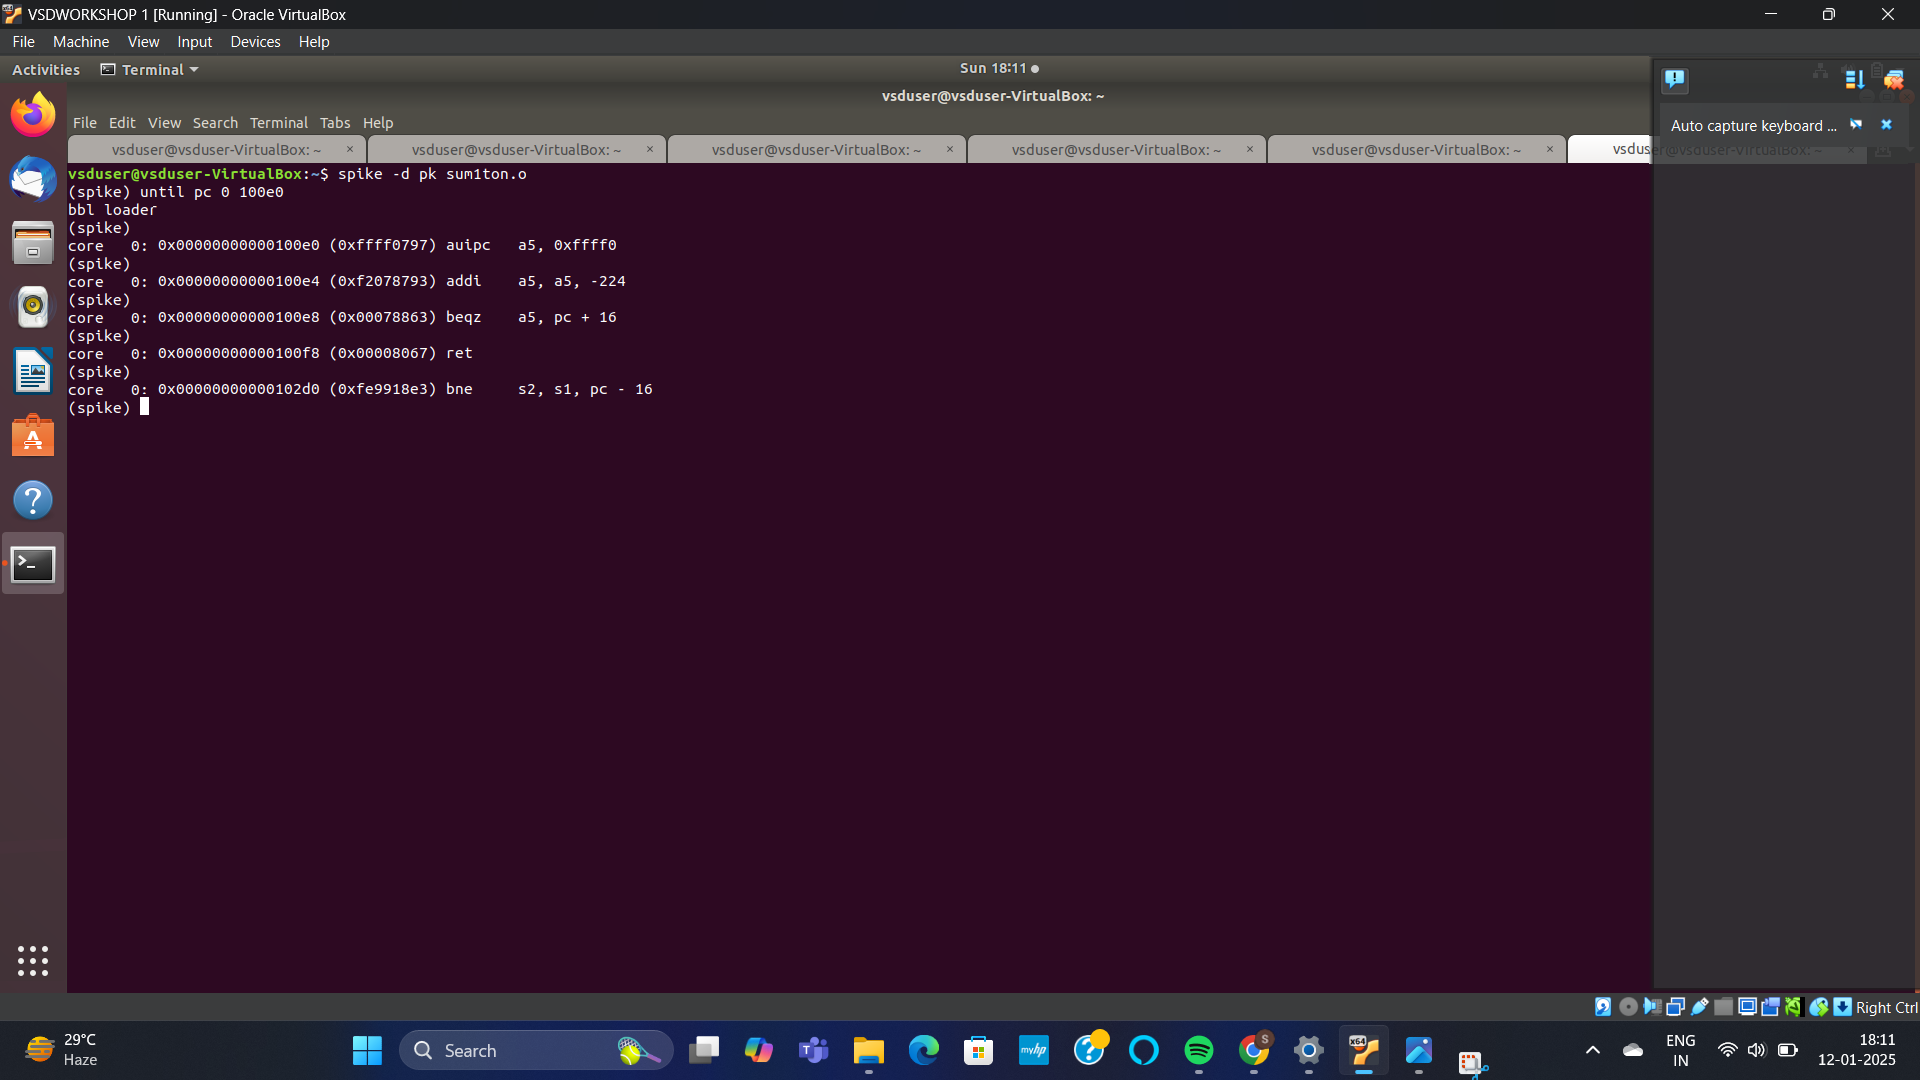 VSDWORKSHOP 1 [Running] - Oracle VirtualBox
File Machine View Input Devices Help
Activities Terminal Sun 18:11
vsduser@vsduser-VirtualBox: ~
File Edit View Search Terminal Tabs Help
Auto capture keyboard ...
vsduser@vsduser-VirtualBox: ~ × vsduser@vsduser-VirtualBox: ~ × vsduser@vsduser-VirtualBox: ~ × vsduser@vsduser-VirtualBox: ~ × vsduser@vsduser-VirtualBox: ~ × vsduser@vsduser-VirtualBox: ~ ×
vsduser@vsduser-VirtualBox:~$ spike -d pk sum1ton.o
(spike) until pc 0 100e0
bbl loader
(spike)
core   0: 0x00000000000100e0 (0xffff0797) auipc   a5, 0xffff0
(spike)
core   0: 0x00000000000100e4 (0xf2078793) addi    a5, a5, -224
(spike)
core   0: 0x00000000000100e8 (0x00078863) beqz    a5, pc + 16
(spike)
core   0: 0x00000000000100f8 (0x00008067) ret
(spike)
core   0: 0x00000000000102d0 (0xfe9918e3) bne     s2, s1, pc - 16
(spike)
Right Ctrl
29°C
Haze
Search
myhp
x64
S
ENG
IN
18:11
12-01-2025